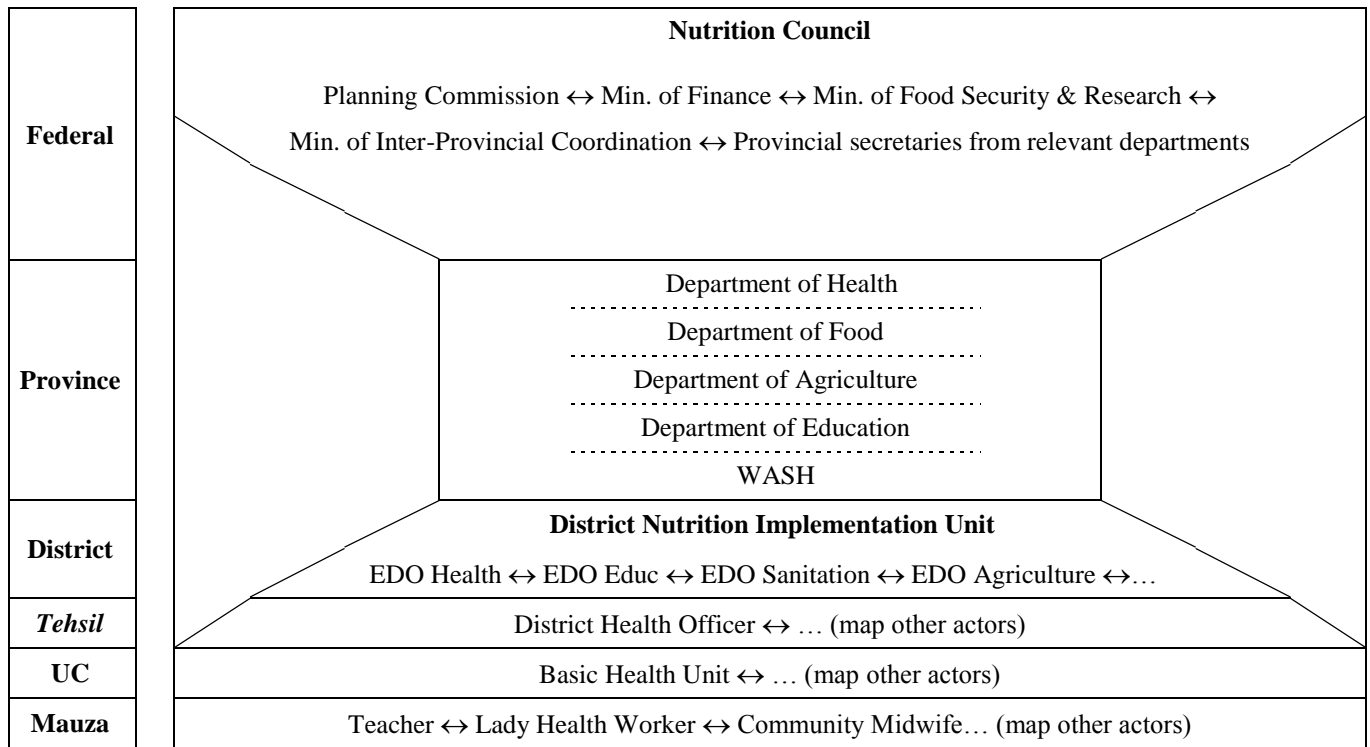 Nutrition Council
Federal
Planning Commission ↔ Min. of Finance ↔ Min. of Food Security & Research ↔
Min. of Inter-Provincial Coordination ↔ Provincial secretaries from relevant departments
Province
Department of Health
Department of Food
Department of Agriculture
Department of Education
WASH
District
District Nutrition Implementation Unit
EDO Health ↔ EDO Educ ↔ EDO Sanitation ↔ EDO Agriculture ↔…
Tehsil
District Health Officer ↔ … (map other actors)
UC
Basic Health Unit ↔ … (map other actors)
Mauza
Teacher ↔ Lady Health Worker ↔ Community Midwife… (map other actors)